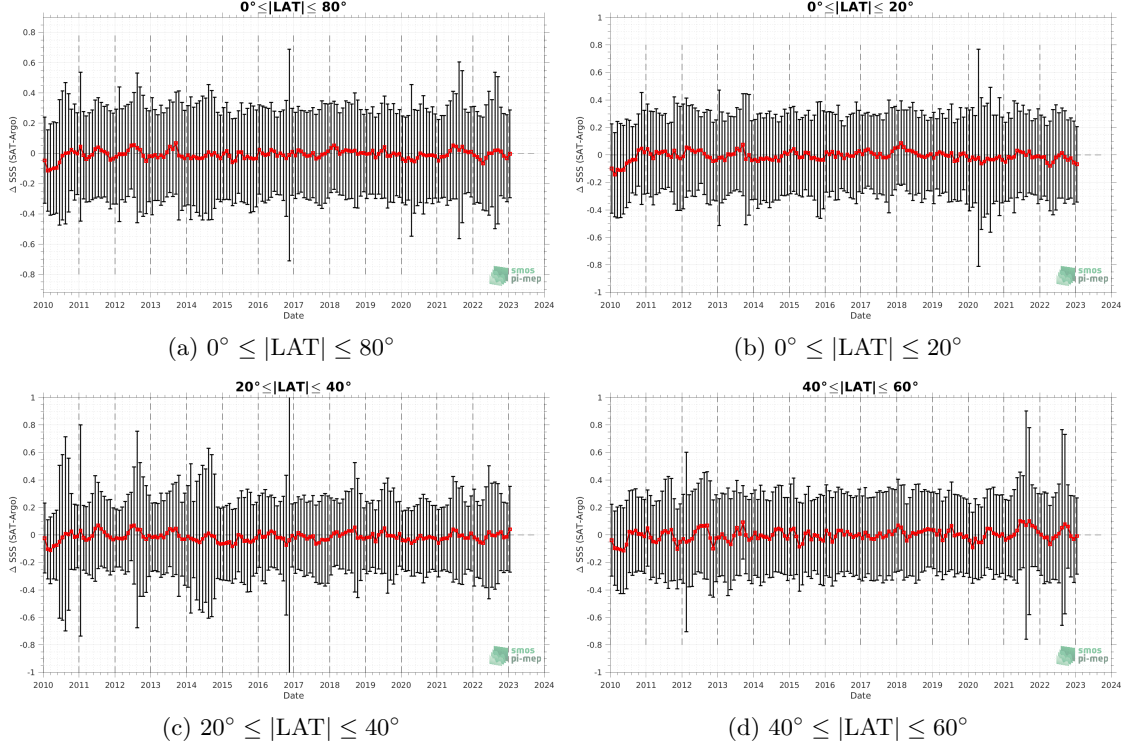 0°≤|LAT|≤ 80°
Δ SSS (SAT-Argo)
0.8
0.6
0.4
0.2
0
-0.2
-0.4
-0.6
-0.8
2010 2011 2012 2013 2014 2015 2016 2017 2018 2019 2020 2021 2022 2023 2024
Date
smos
pi-mep
(a) 0° ≤ |LAT| ≤ 80°
0°≤|LAT|≤ 20°
Δ SSS (SAT-Argo)
1
0.8
0.6
0.4
0.2
0
-0.2
-0.4
-0.6
-0.8
-1
2010 2011 2012 2013 2014 2015 2016 2017 2018 2019 2020 2021 2022 2023 2024
Date
smos
pi-mep
(b) 0° ≤ |LAT| ≤ 20°
20°≤|LAT|≤ 40°
Δ SSS (SAT-Argo)
1
0.8
0.6
0.4
0.2
0
-0.2
-0.4
-0.6
-0.8
-1
2010 2011 2012 2013 2014 2015 2016 2017 2018 2019 2020 2021 2022 2023 2024
Date
smos
pi-mep
(c) 20° ≤ |LAT| ≤ 40°
40°≤|LAT|≤ 60°
Δ SSS (SAT-Argo)
1
0.8
0.6
0.4
0.2
0
-0.2
-0.4
-0.6
-0.8
-1
2010 2011 2012 2013 2014 2015 2016 2017 2018 2019 2020 2021 2022 2023 2024
Date
smos
pi-mep
(d) 40° ≤ |LAT| ≤ 60°